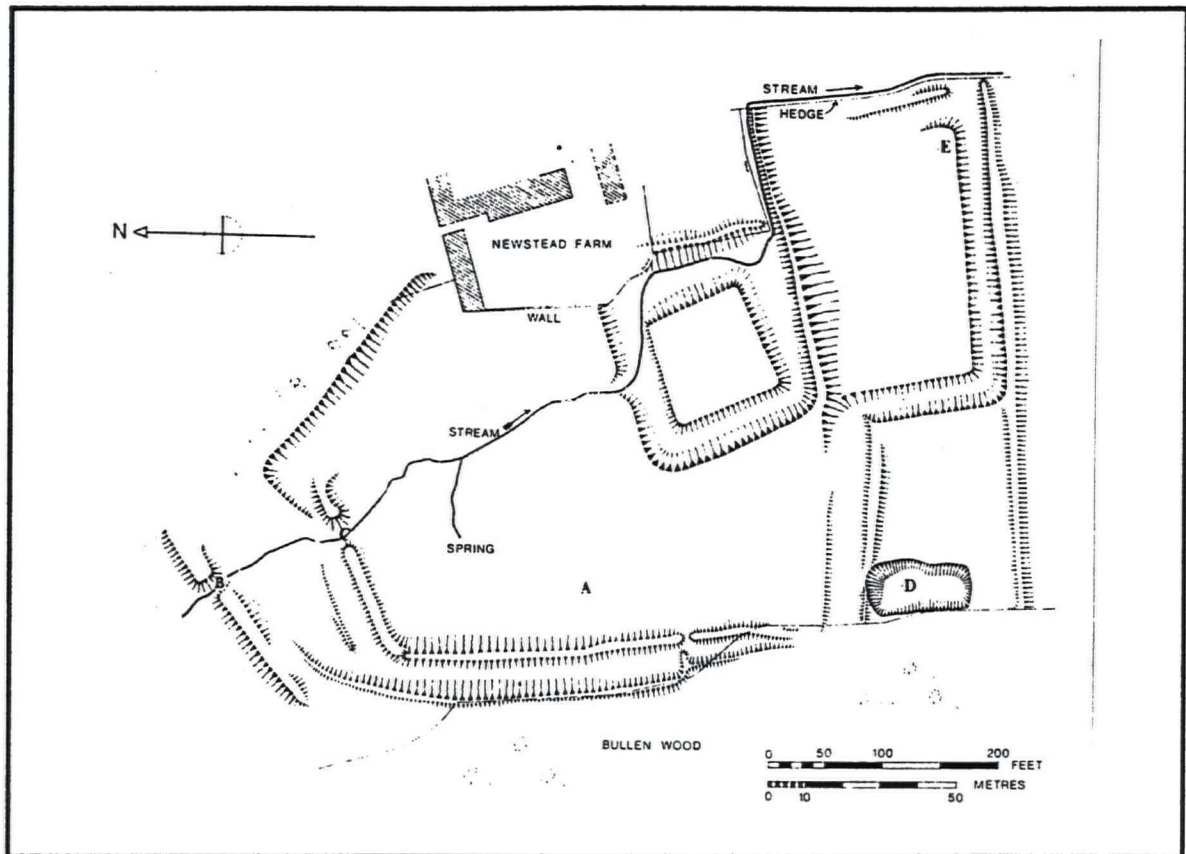 STREAM
HEDGE
E
N
NEWSTEAD FARM
WALL
STREAM
SPRING
C
B
A
D
BULLEN WOOD
0 50 100 200
FEET
METRES
0 10 50